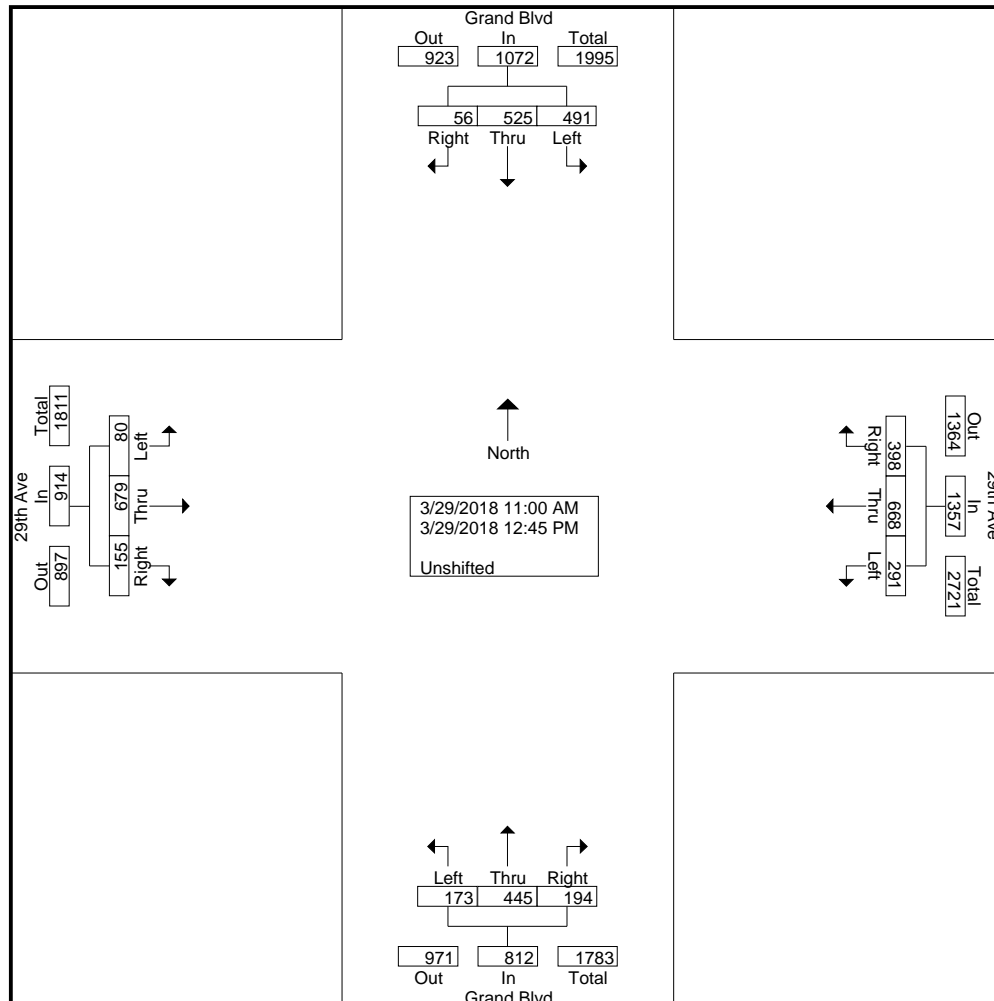 Grand Blvd
Out In Total
923 1072 1995
56 525 491
Right Thru Left
29th Ave
Total In Out
1811 914 897
80 679 155
Left Thru Right
North
3/29/2018 11:00 AM
3/29/2018 12:45 PM
Unshifted
Right Thru Left
398 668 291
1364 1357 2721
Out In Total
29th Ave
Left Thru Right
173 445 194
971 812 1783
Out In Total
Grand Blvd